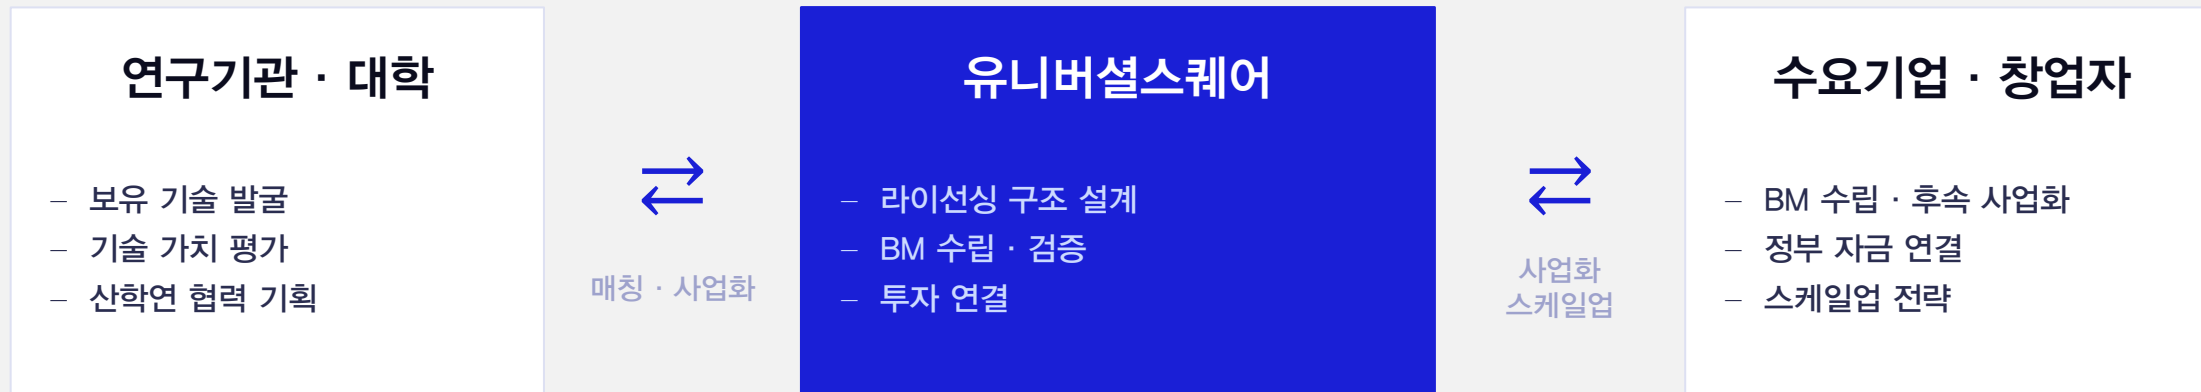 연구기관 · 대학
– 보유 기술 발굴
– 기술 가치 평가
– 산학연 협력 기획
⇄
매칭 · 사업화
유니버셜스퀘어
– 라이선싱 구조 설계
– BM 수립 · 검증
– 투자 연결
⇄
사업화
스케일업
수요기업 · 창업자
– BM 수립 · 후속 사업화
– 정부 자금 연결
– 스케일업 전략